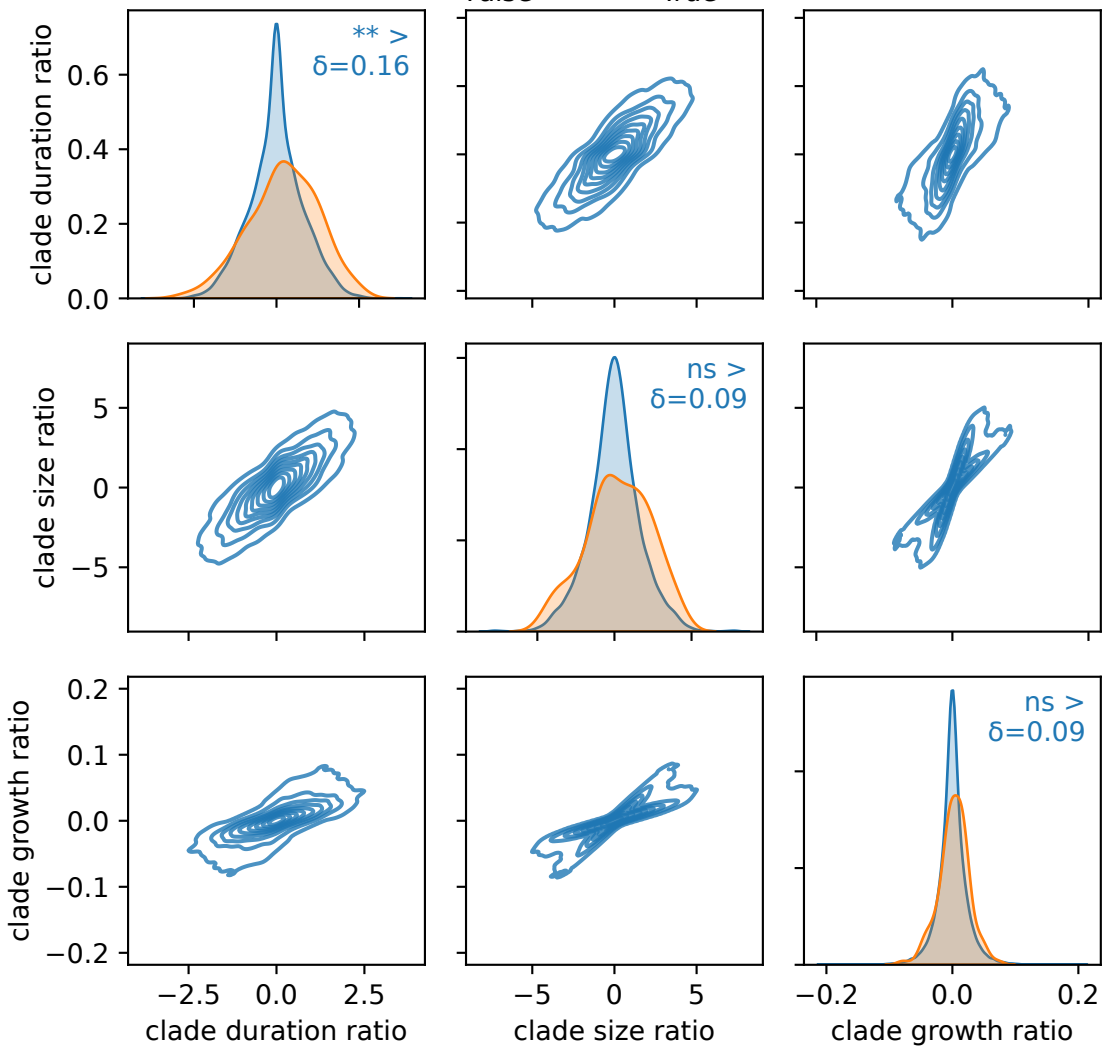 clade duration ratio
0.6
0.4
0.2
0.0
** >
δ=0.16
clade size ratio
5
0
−5
ns >
δ=0.09
clade growth ratio
0.2
0.1
0.0
−0.1
−0.2
ns >
δ=0.09
−2.5 0.0 2.5
−5 0 5
−0.2 0.0 0.2
clade duration ratio
clade size ratio
clade growth ratio